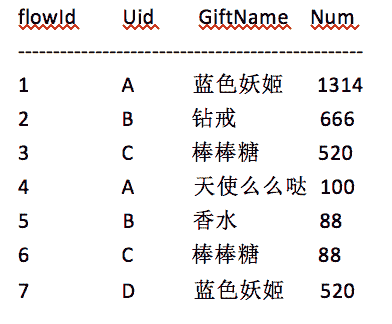 flowId Uid GiftName Num
--------------------------------------------------
1 A 蓝色妖姬 1314
2 B 钻戒 666
3 C 棒棒糖 520
4 A 天使么么哒 100
5 B 香水 88
6 C 棒棒糖 88
7 D 蓝色妖姬 520